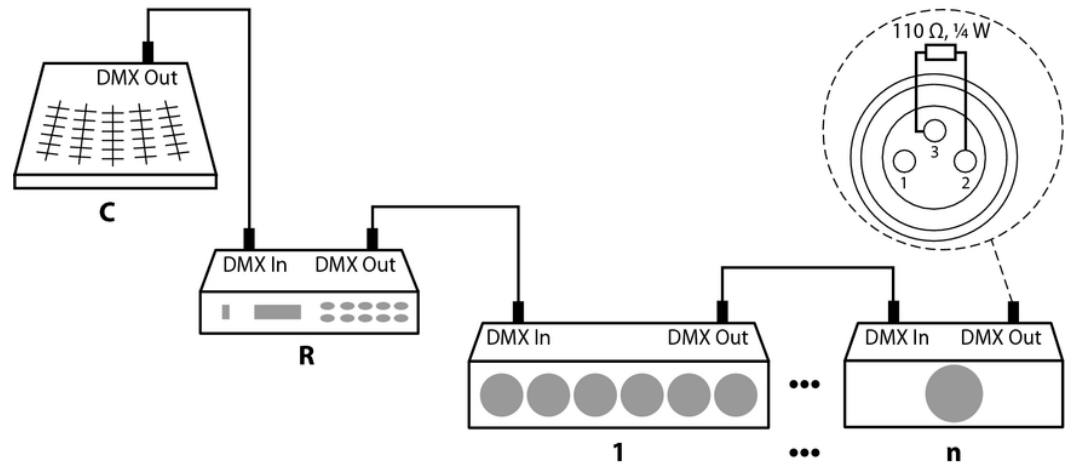 110 Ω, ¼ W
DMX Out
3
1
2
C
DMX In
DMX Out
R
DMX In
DMX Out
DMX In
DMX Out
1
n